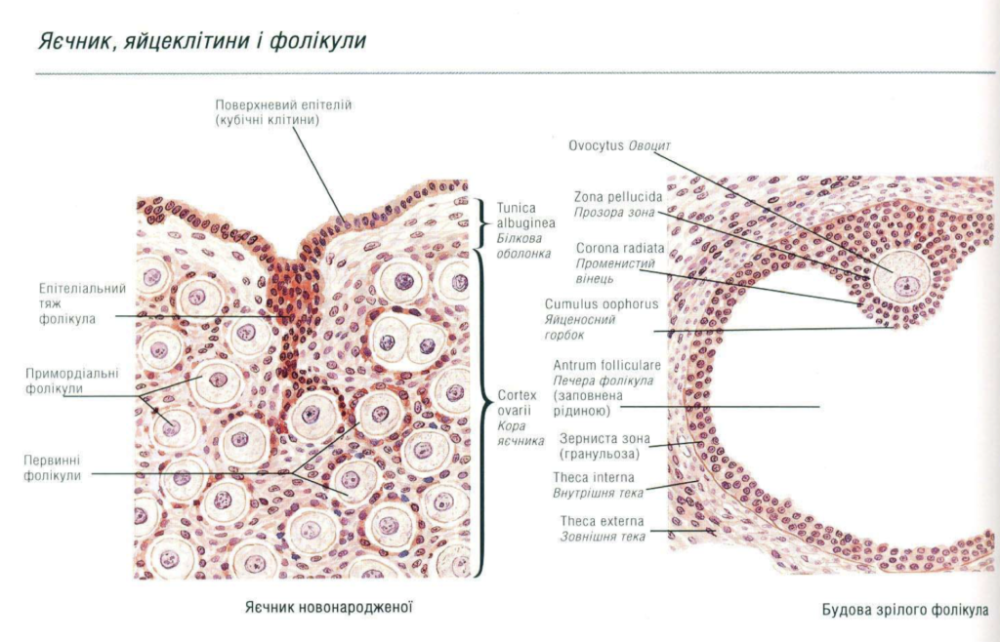 Яєчник, яйцеклітини і фолікули
Поверхневий епітелій
(кубічні клітини)
Епітеліальний
тяж
фолікула
Примордіальні
фолікули
Первинні
фолікули
Tunica
albuginea
Білкова
оболонка
Cortex
ovarii
Кора
яєчника
Яєчник новонародженої
Ovocytus Овоцит
Zona pellucida
Прозора зона
Corona radiata
Променистий
вінець
Cumulus oophorus
Яйценосний
горбок
Antrum folliculare
Печера фолікула
(заповнена
рідиною)
Зерниста зона
(гранульоза)
Theca interna
Внутрішня тека
Theca externa
Зовнішня тека
Будова зрілого фолікула